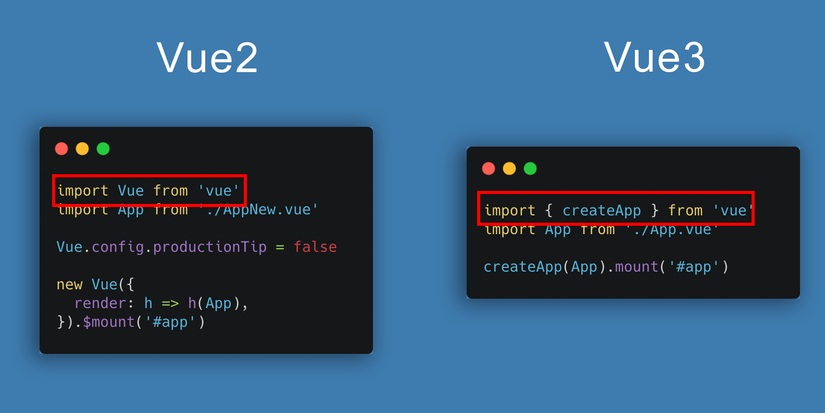 Vue2
import Vue from 'vue'
import App from './AppNew.vue'
Vue.config.productionTip = false
new Vue({
  render: h => h(App),
}).$mount('#app')
Vue3
import { createApp } from 'vue'
import App from './App.vue'
createApp(App).mount('#app')